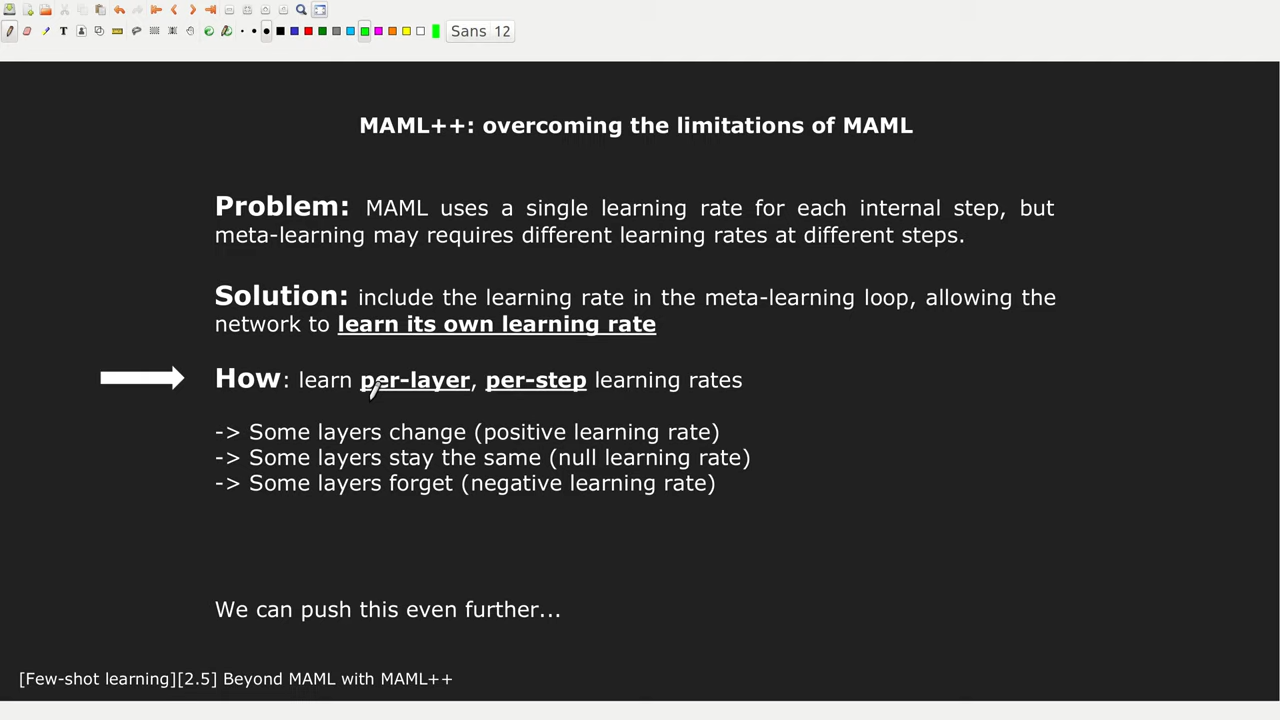 Sans 12
MAML++: overcoming the limitations of MAML
Problem: MAML uses a single learning rate for each internal step, but
meta-learning may requires different learning rates at different steps.
Solution: include the learning rate in the meta-learning loop, allowing the
network to learn its own learning rate
How: learn per-layer, per-step learning rates
-> Some layers change (positive learning rate)
-> Some layers stay the same (null learning rate)
-> Some layers forget (negative learning rate)
We can push this even further...
[Few-shot learning][2.5] Beyond MAML with MAML++